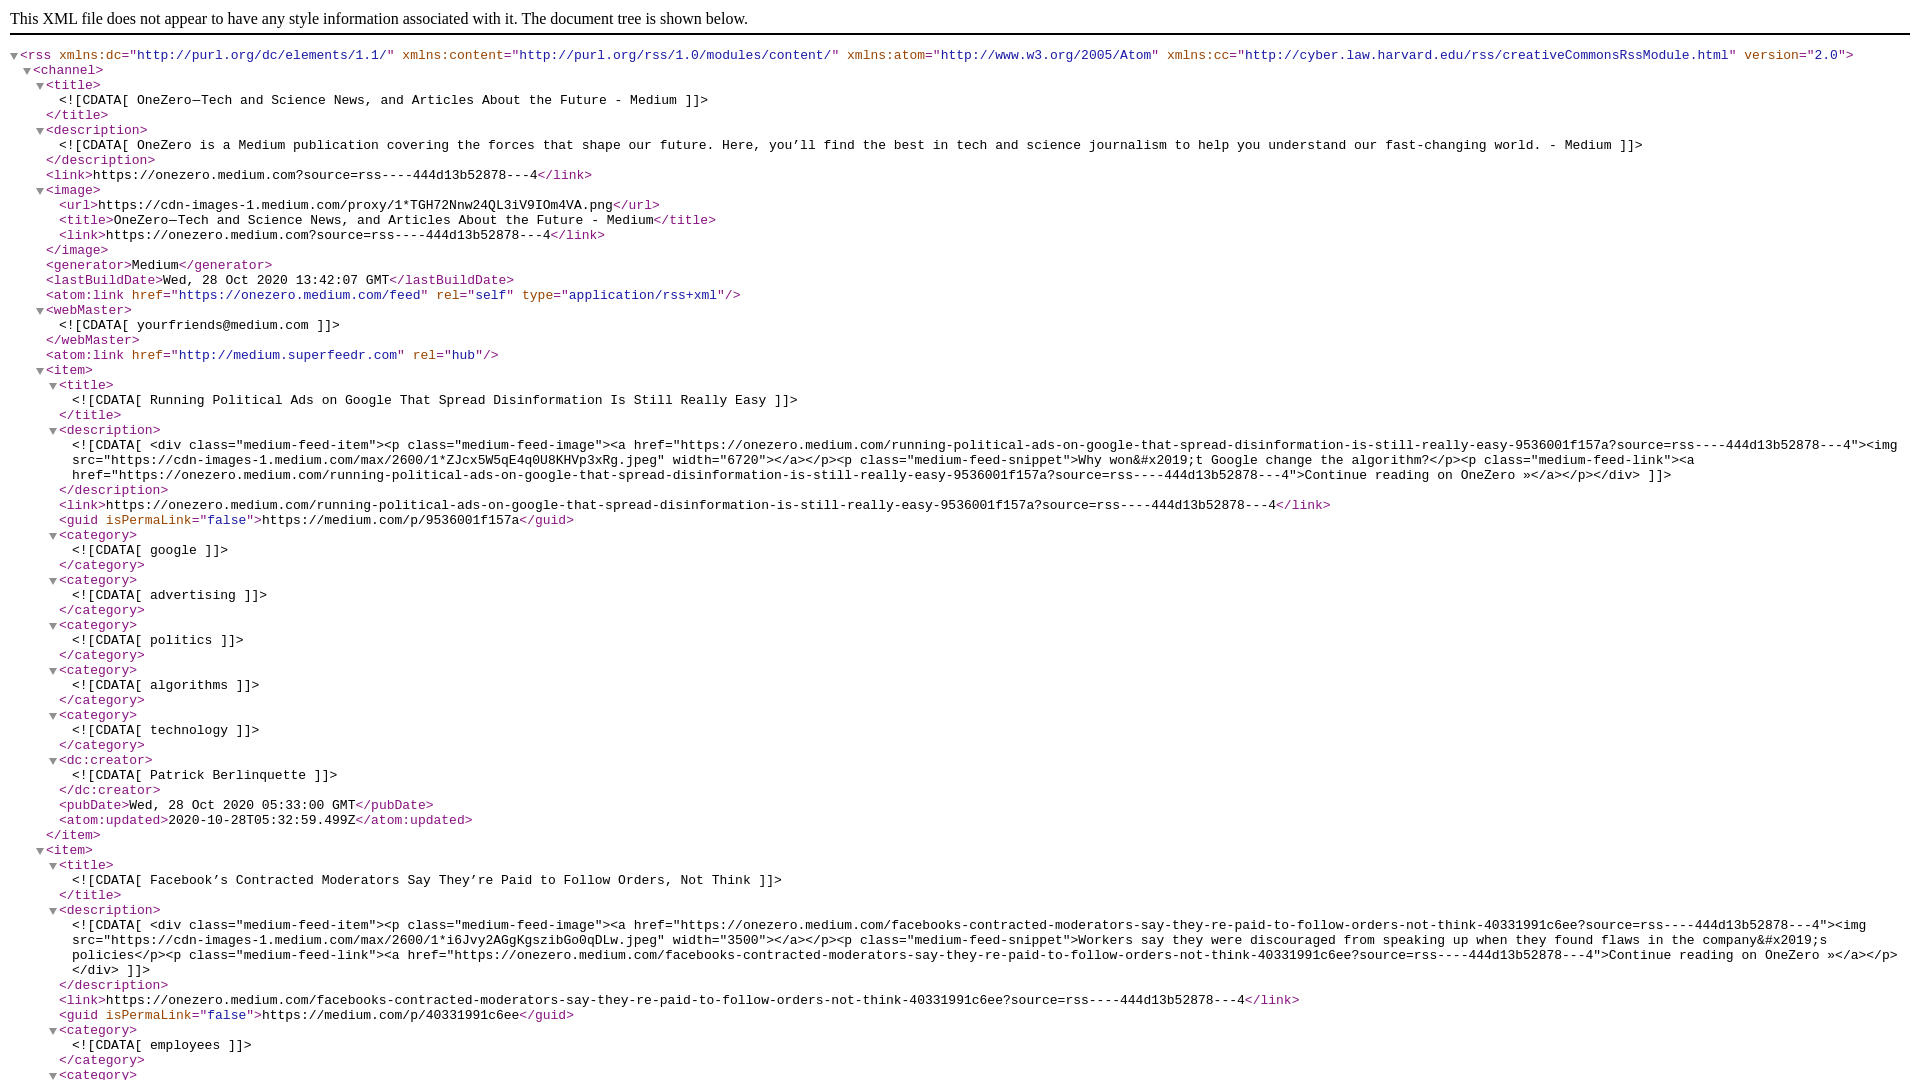 This XML file does not appear to have any style information associated with it. The document tree is shown below.
<rss xmlns:dc="http://purl.org/dc/elements/1.1/" xmlns:content="http://purl.org/rss/1.0/modules/content/" xmlns:atom="http://www.w3.org/2005/Atom" xmlns:cc="http://cyber.law.harvard.edu/rss/creativeCommonsRssModule.html" version="2.0">
<channel>
<title>
<![CDATA[ OneZero—Tech and Science News, and Articles About the Future - Medium ]]>
</title>
<description>
<![CDATA[ OneZero is a Medium publication covering the forces that shape our future. Here, you’ll find the best in tech and science journalism to help you understand our fast-changing world. - Medium ]]>
</description>
<link>https://onezero.medium.com?source=rss----444d13b52878---4</link>
<image>
<url>https://cdn-images-1.medium.com/proxy/1*TGH72Nnw24QL3iV9IOm4VA.png</url>
<title>OneZero—Tech and Science News, and Articles About the Future - Medium</title>
<link>https://onezero.medium.com?source=rss----444d13b52878---4</link>
</image>
<generator>Medium</generator>
<lastBuildDate>Wed, 28 Oct 2020 13:42:07 GMT</lastBuildDate>
<atom:link href="https://onezero.medium.com/feed" rel="self" type="application/rss+xml"/>
<webMaster>
<![CDATA[ yourfriends@medium.com ]]>
</webMaster>
<atom:link href="http://medium.superfeedr.com" rel="hub"/>
<item>
<title>
<![CDATA[ Running Political Ads on Google That Spread Disinformation Is Still Really Easy ]]>
</title>
<description>
<![CDATA[ <div class="medium-feed-item"><p class="medium-feed-image"><a href="https://onezero.medium.com/running-political-ads-on-google-that-spread-disinformation-is-still-really-easy-9536001f157a?source=rss----444d13b52878---4"><img
src="https://cdn-images-1.medium.com/max/2600/1*ZJcx5W5qE4q0U8KHVp3xRg.jpeg" width="6720"></a></p><p class="medium-feed-snippet">Why won&#x2019;t Google change the algorithm?</p><p class="medium-feed-link"><a
href="https://onezero.medium.com/running-political-ads-on-google-that-spread-disinformation-is-still-really-easy-9536001f157a?source=rss----444d13b52878---4">Continue reading on OneZero »</a></p></div> ]]>
</description>
<link>https://onezero.medium.com/running-political-ads-on-google-that-spread-disinformation-is-still-really-easy-9536001f157a?source=rss----444d13b52878---4</link>
<guid isPermaLink="false">https://medium.com/p/9536001f157a</guid>
<category>
<![CDATA[ google ]]>
</category>
<category>
<![CDATA[ advertising ]]>
</category>
<category>
<![CDATA[ politics ]]>
</category>
<category>
<![CDATA[ algorithms ]]>
</category>
<category>
<![CDATA[ technology ]]>
</category>
<dc:creator>
<![CDATA[ Patrick Berlinquette ]]>
</dc:creator>
<pubDate>Wed, 28 Oct 2020 05:33:00 GMT</pubDate>
<atom:updated>2020-10-28T05:32:59.499Z</atom:updated>
</item>
<item>
<title>
<![CDATA[ Facebook’s Contracted Moderators Say They’re Paid to Follow Orders, Not Think ]]>
</title>
<description>
<![CDATA[ <div class="medium-feed-item"><p class="medium-feed-image"><a href="https://onezero.medium.com/facebooks-contracted-moderators-say-they-re-paid-to-follow-orders-not-think-40331991c6ee?source=rss----444d13b52878---4"><img
src="https://cdn-images-1.medium.com/max/2600/1*i6Jvy2AGgKgszibGo0qDLw.jpeg" width="3500"></a></p><p class="medium-feed-snippet">Workers say they were discouraged from speaking up when they found flaws in the company&#x2019;s
policies</p><p class="medium-feed-link"><a href="https://onezero.medium.com/facebooks-contracted-moderators-say-they-re-paid-to-follow-orders-not-think-40331991c6ee?source=rss----444d13b52878---4">Continue reading on OneZero »</a></p>
</div> ]]>
</description>
<link>https://onezero.medium.com/facebooks-contracted-moderators-say-they-re-paid-to-follow-orders-not-think-40331991c6ee?source=rss----444d13b52878---4</link>
<guid isPermaLink="false">https://medium.com/p/40331991c6ee</guid>
<category>
<![CDATA[ employees ]]>
</category>
<category>